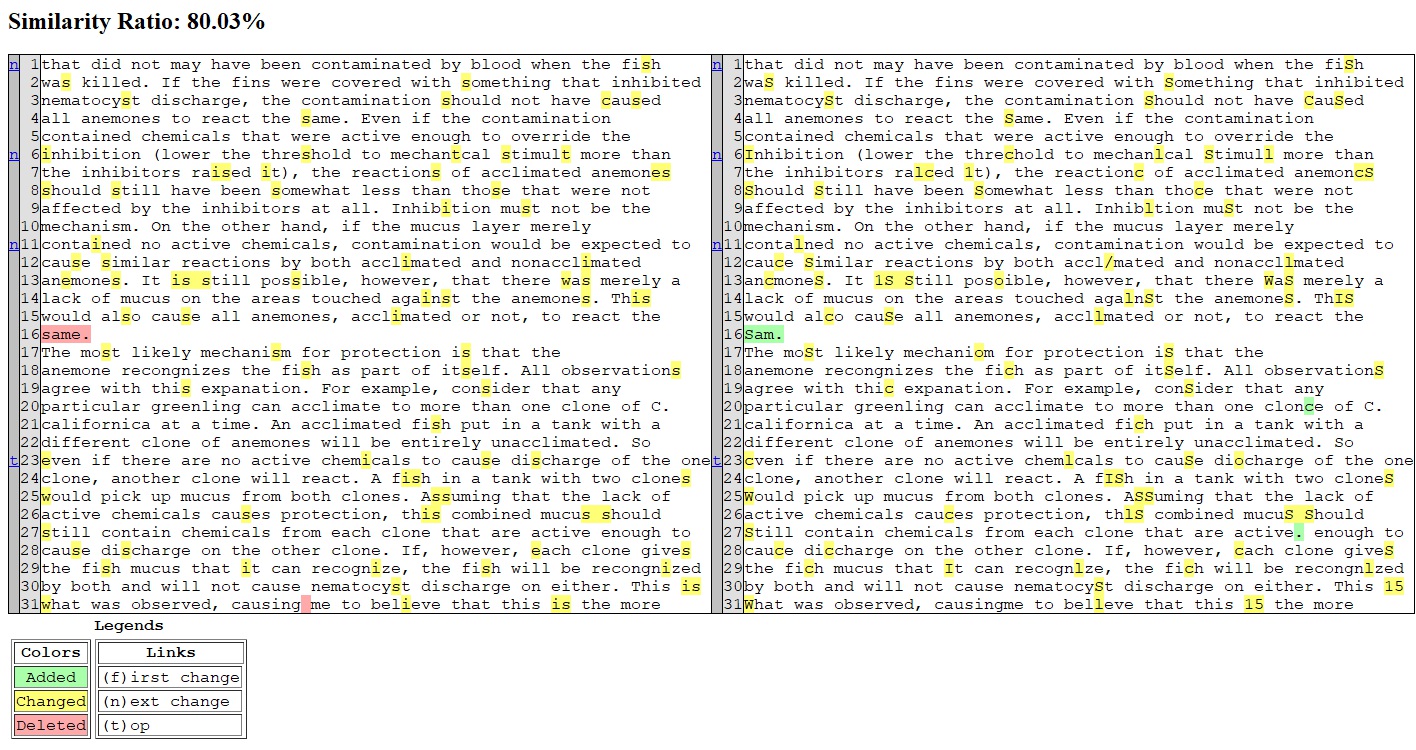 Similarity Ratio: 80.03%
n 1 that did not may have been contaminated by blood when the fish
2 was killed. If the fins were covered with something that inhibited
3 nematocyst discharge, the contamination should not have caused
4 all anemones to react the same. Even if the contamination
5 contained chemicals that were active enough to override the
n 6 inhibition (lower the threshold to mechantcal stimult more than
7 the inhibitors raised it), the reactions of acclimated anemones
8 should still have been somewhat less than those that were not
9 affected by the inhibitors at all. Inhibition must not be the
10 mechanism. On the other hand, if the mucus layer merely
n 11 contained no active chemicals, contamination would be expected to
12 cause similar reactions by both acclimated and nonacclimated
13 anemones. It is still possible, however, that there was merely a
14 lack of mucus on the areas touched against the anemones. This
15 would also cause all anemones, acclimated or not, to react the
16 same.
17 The most likely mechanism for protection is that the
18 anemone recongnizes the fish as part of itself. All observations
19 agree with this expanation. For example, consider that any
20 particular greenling can acclimate to more than one clone of C.
21 californica at a time. An acclimated fish put in a tank with a
22 different clone of anemones will be entirely unacclimated. So
t 23 even if there are no active chemicals to cause discharge of the one
24 clone, another clone will react. A fish in a tank with two clones
25 would pick up mucus from both clones. Assuming that the lack of
26 active chemicals causes protection, this combined mucus should
27 still contain chemicals from each clone that are active enough to
28 cause discharge on the other clone. If, however, each clone gives
29 the fish mucus that it can recognize, the fish will be recongnized
30 by both and will not cause nematocyst discharge on either. This is
31 what was observed, causing me to believe that this is the more
n 1 that did not may have been contaminated by blood when the fiSh
2 waS killed. If the fins were covered with Something that inhibited
3 nematocySt discharge, the contamination Should not have CauSed
4 all anemones to react the Same. Even if the contamination
5 contained chemicals that were active enough to override the
n 6 Inhibition (lower the threchold to mechanlcal Stimull more than
7 the inhibitors ralced 1t), the reactionc of acclimated anemoncS
8 Should Still have been Somewhat less than thoce that were not
9 affected by the inhibitors at all. Inhibltion muSt not be the
10 mechanism. On the other hand, if the mucus layer merely
n 11 contalned no active chemicals, contamination would be expected to
12 cauce Similar reactions by both accl/mated and nonaccllmated
13 ancmoneS. It 1S Still posoible, however, that there WaS merely a
14 lack of mucus on the areas touched agalnSt the anemoneS. ThIS
15 would alco cauSe all anemones, accllmated or not, to react the
16 Sam.
17 The moSt likely mechaniom for protection iS that the
18 anemone recongnizes the fich as part of itSelf. All observationS
19 agree with thic expanation. For example, conSider that any
20 particular greenling can acclimate to more than one clonce of C.
21 californica at a time. An acclimated fich put in a tank with a
22 different clone of anemones will be entirely unacclimated. So
t 23 cven if there are no active chemlcals to cauSe diocharge of the one
24 clone, another clone will react. A fISh in a tank with two cloneS
25 Would pick up mucus from both clones. ASSuming that the lack of
26 active chemicals cauces protection, thlS combined mucuS Should
27 Still contain chemicals from each clone that are active. enough to
28 cauce diccharge on the other clone. If, however, cach clone giveS
29 the fich mucus that It can recognlze, the fich will be recongnlzed
30 by both and will not cause nematocySt discharge on either. This 15
31 What was observed, causingme to belleve that this 15 the more
Legends
Colors Links
Added (f)irst change
Changed (n)ext change
Deleted (t)op